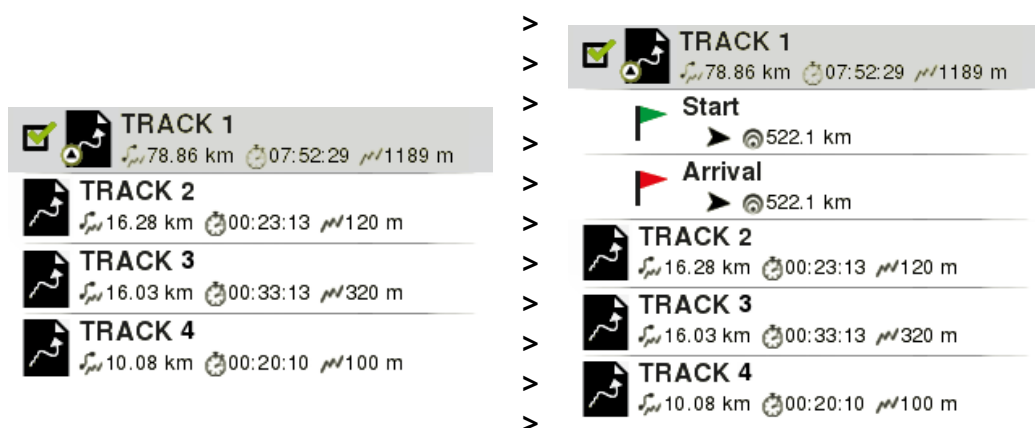 TRACK 1
78.86 km 07:52:29 1189 m
TRACK 2
16.28 km 00:23:13 120 m
TRACK 3
16.03 km 00:33:13 320 m
TRACK 4
10.08 km 00:20:10 100 m
>
>
>
>
>
>
>
>
>
>
>
TRACK 1
78.86 km 07:52:29 1189 m
Start
522.1 km
Arrival
522.1 km
TRACK 2
16.28 km 00:23:13 120 m
TRACK 3
16.03 km 00:33:13 320 m
TRACK 4
10.08 km 00:20:10 100 m